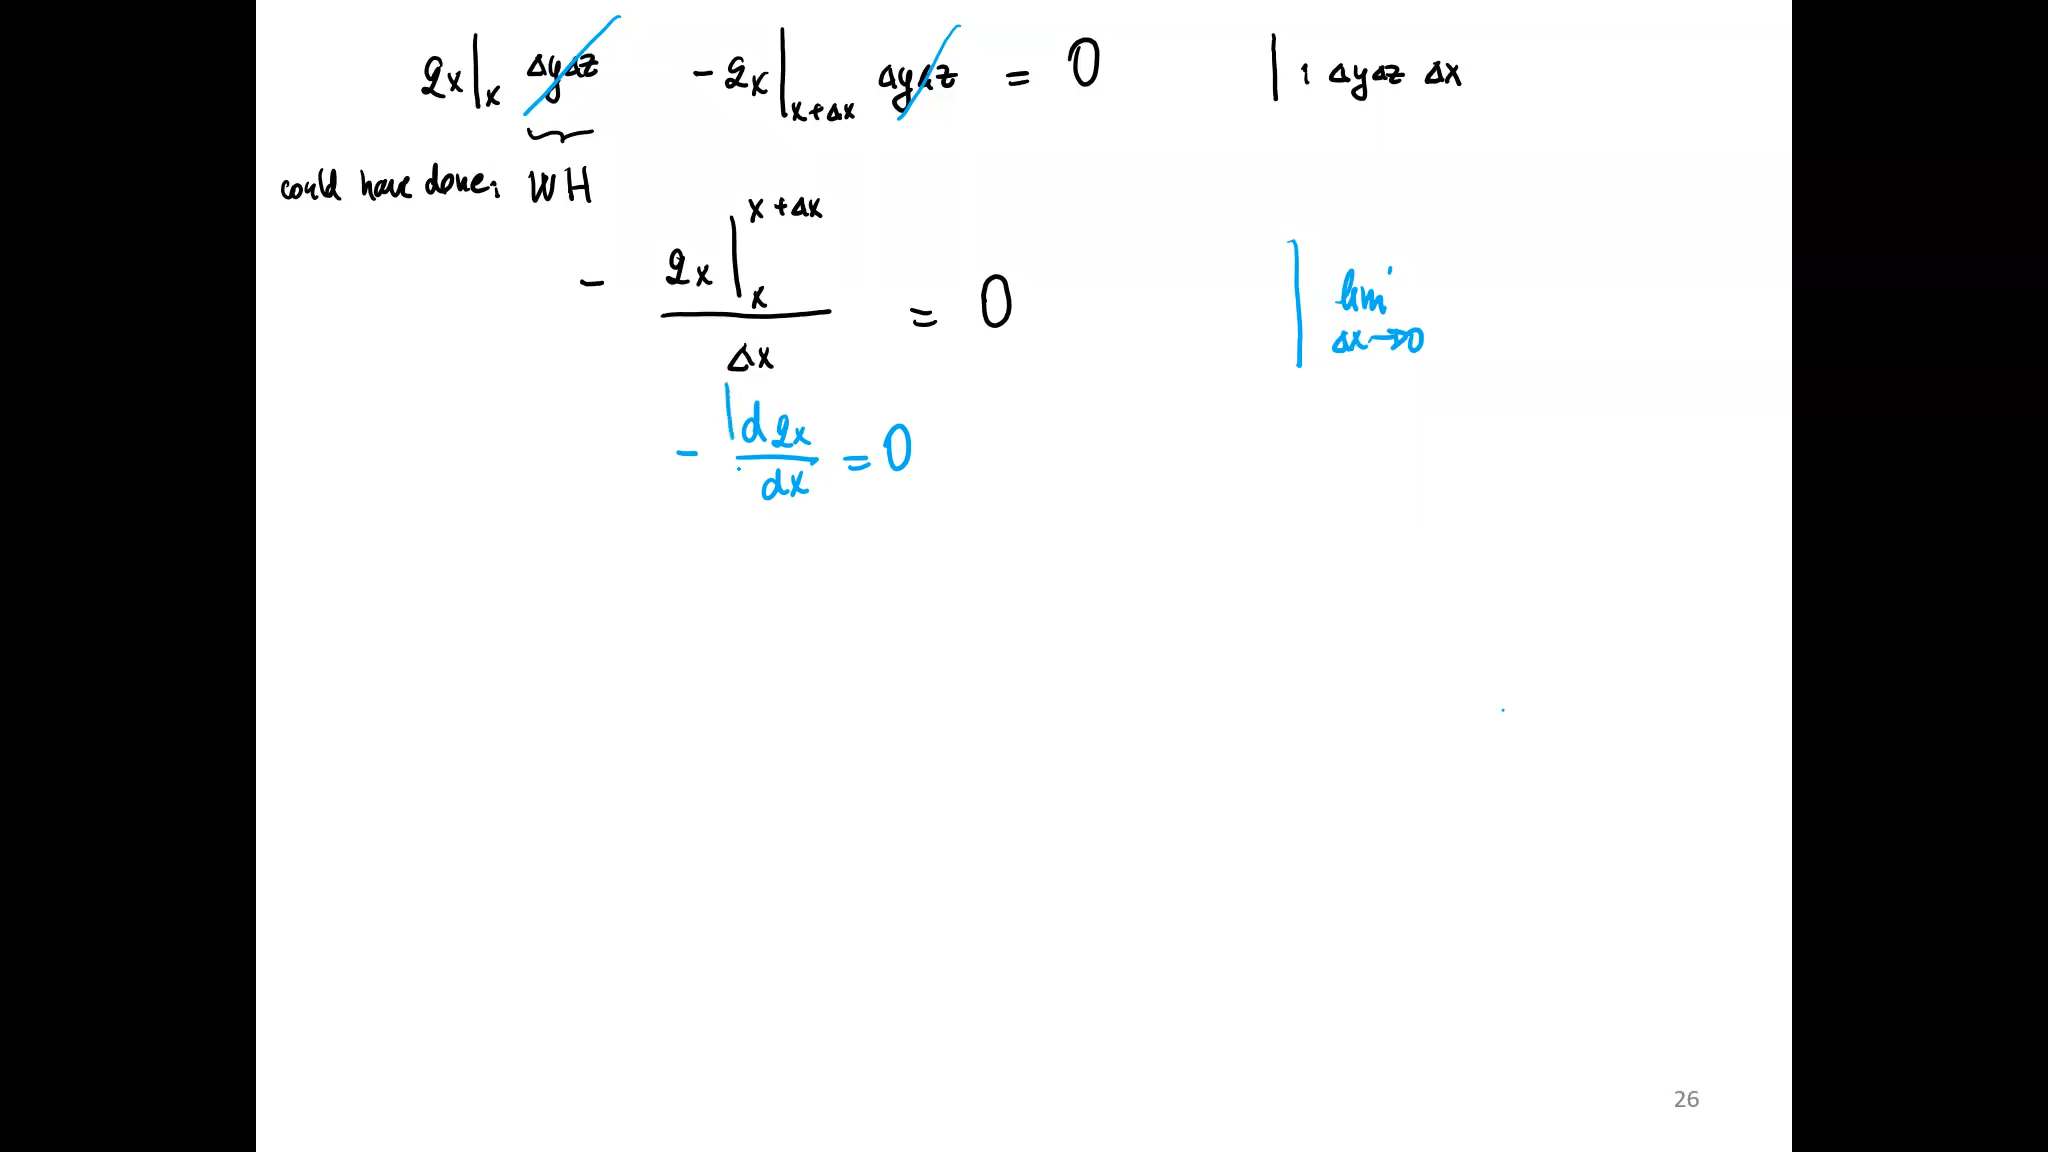 qx|x ΔyΔz - qx|x+Δx ΔyΔz = 0 | : ΔyΔz Δx
could have done: WH
- qx|x x+Δx / Δx = 0 | lim Δx→0
- | dqx / dx = 0
26